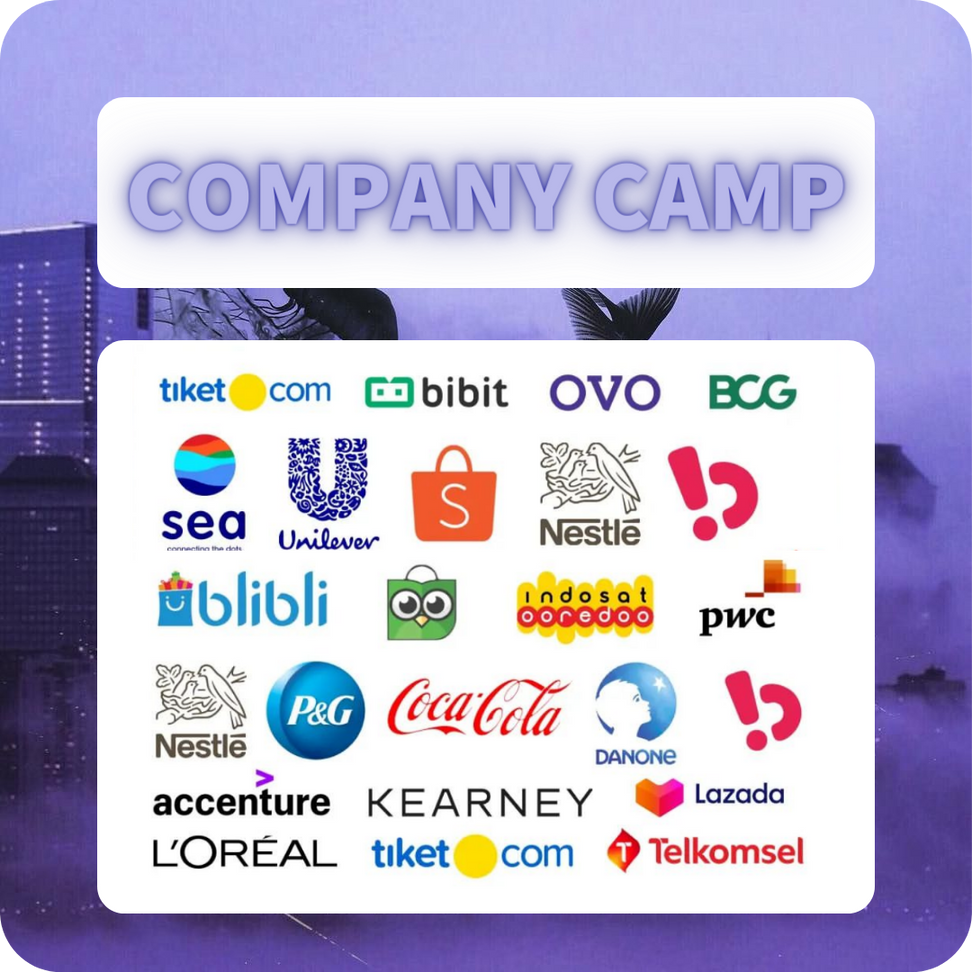 COMPANY CAMP
tiket com bibit OVO BCG
sea Unilever S Nestlé
connecting the dots
blibli indosat ooredoo pwc
Nestlé P&G Coca-Cola DANONE
accenture KEARNEY Lazada
L'ORÉAL tiket com Telkomsel